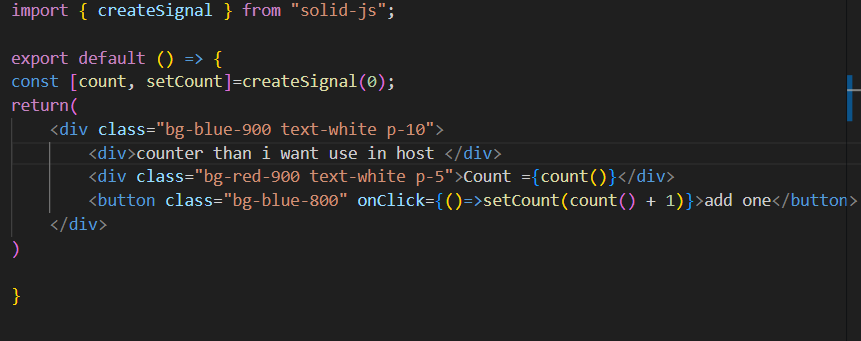 import { createSignal } from "solid-js";
export default () => {
const [count, setCount]=createSignal(0);
return(
<div class="bg-blue-900 text-white p-10">
<div>counter than i want use in host </div>
<div class="bg-red-900 text-white p-5">Count ={count()}</div>
<button class="bg-blue-800" onClick={()=>setCount(count() + 1)}>add one</button>
</div>
)
}